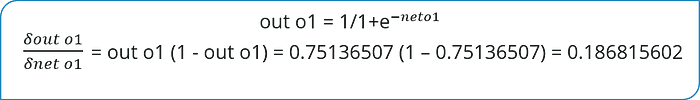 out o1 = 1/1+e^−neto1
δout o1/δnet o1 = out o1 (1 - out o1) = 0.75136507 (1 – 0.75136507) = 0.186815602